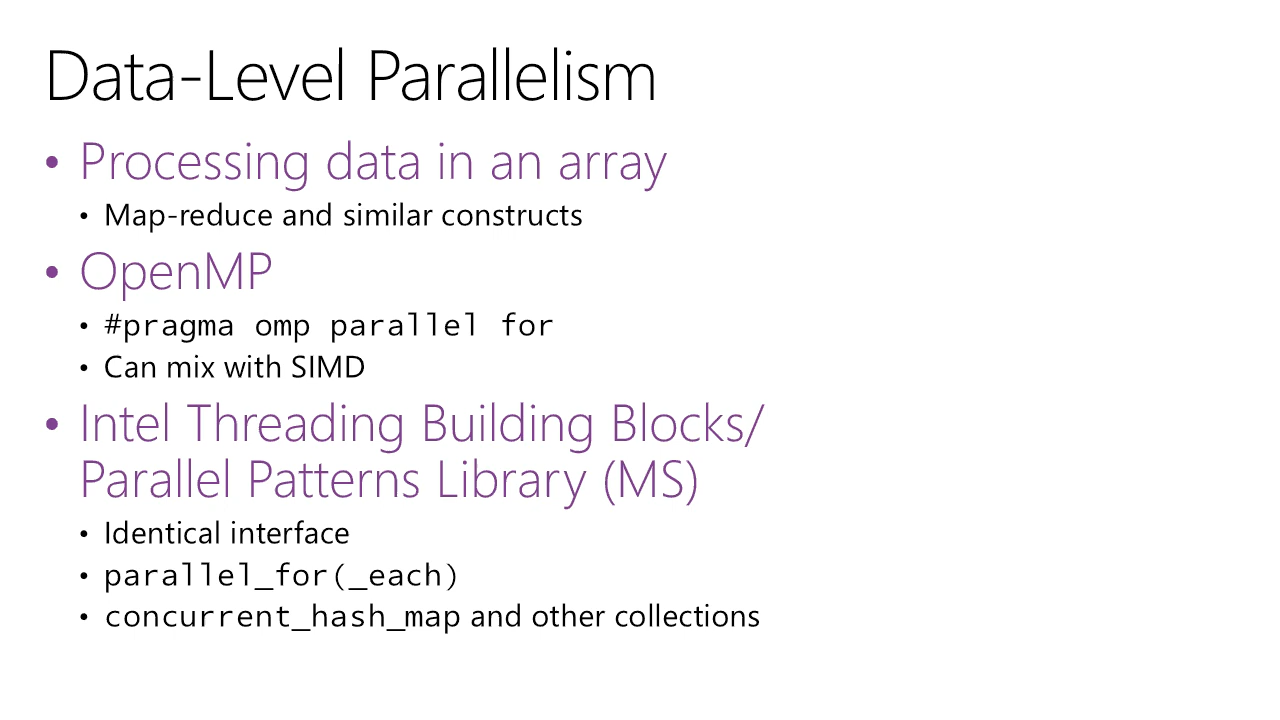 Data-Level Parallelism
• Processing data in an array
• Map-reduce and similar constructs
• OpenMP
• #pragma omp parallel for
• Can mix with SIMD
• Intel Threading Building Blocks/
Parallel Patterns Library (MS)
• Identical interface
• parallel_for(_each)
• concurrent_hash_map and other collections